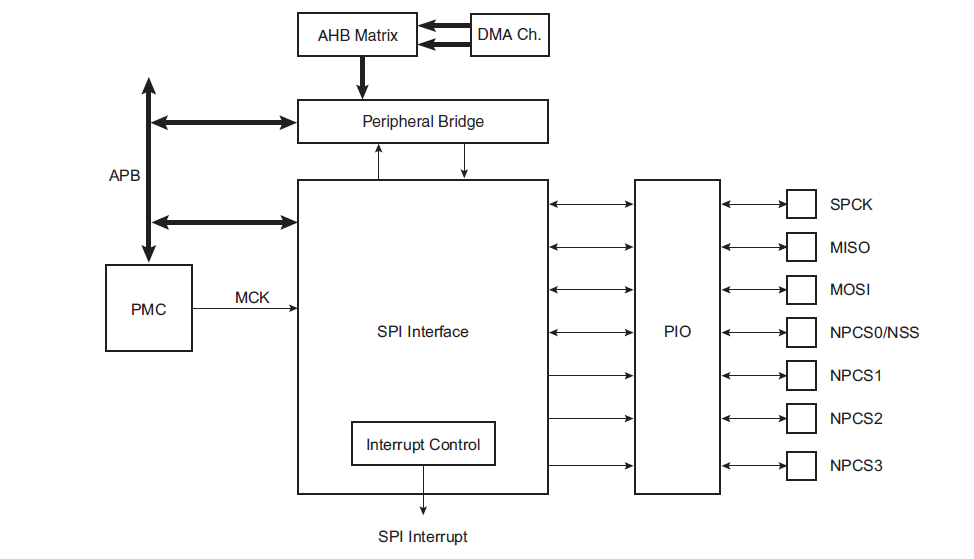 AHB Matrix
DMA Ch.
Peripheral Bridge
APB
SPCK
MISO
MCK
MOSI
PMC
SPI Interface
PIO
NPCS0/NSS
NPCS1
NPCS2
Interrupt Control
NPCS3
SPI Interrupt